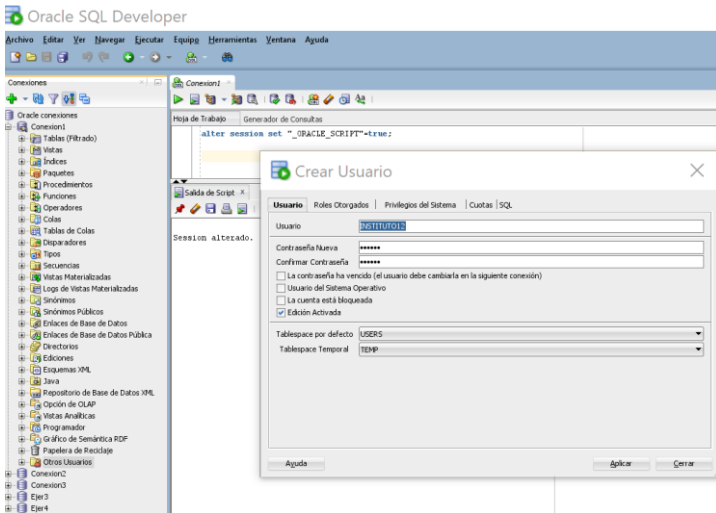 Oracle SQL Developer
Archivo Editar Ver Navegar Ejecutar Equipo Herramientas Ventana Ayuda
Conexiones
Oracle conexiones
Conexion1
Tablas (Filtrado)
Vistas
Índices
Paquetes
Procedimientos
Funciones
Operadores
Colas
Tablas de Colas
Disparadores
Tipos
Secuencias
Vistas Materializadas
Logs de Vistas Materializadas
Sinónimos
Sinónimos Públicos
Enlaces de Base de Datos
Enlaces de Base de Datos Pública
Directorios
Ediciones
Esquemas XML
Java
Repositorio de Base de Datos XML
Opción de OLAP
Vistas Analíticas
Programador
Gráfico de Semántica RDF
Papelera de Reciclaje
Otros Usuarios
Conexion2
Conexion3
Ejer3
Ejer4
Conexion1
Hoja de Trabajo Generador de Consultas
alter session set "_ORACLE_SCRIPT"=true;
Salida de Script
Session alterado.
Crear Usuario
Usuario Roles Otorgados Privilegios del Sistema Cuotas SQL
Usuario INSTITUTO12
Contraseña Nueva ••••••
Confirmar Contraseña ••••••
La contraseña ha vencido (el usuario debe cambiarla en la siguiente conexión)
Usuario del Sistema Operativo
La cuenta está bloqueada
Edición Activada
Tablespace por defecto USERS
Tablespace Temporal TEMP
Ayuda Aplicar Cerrar